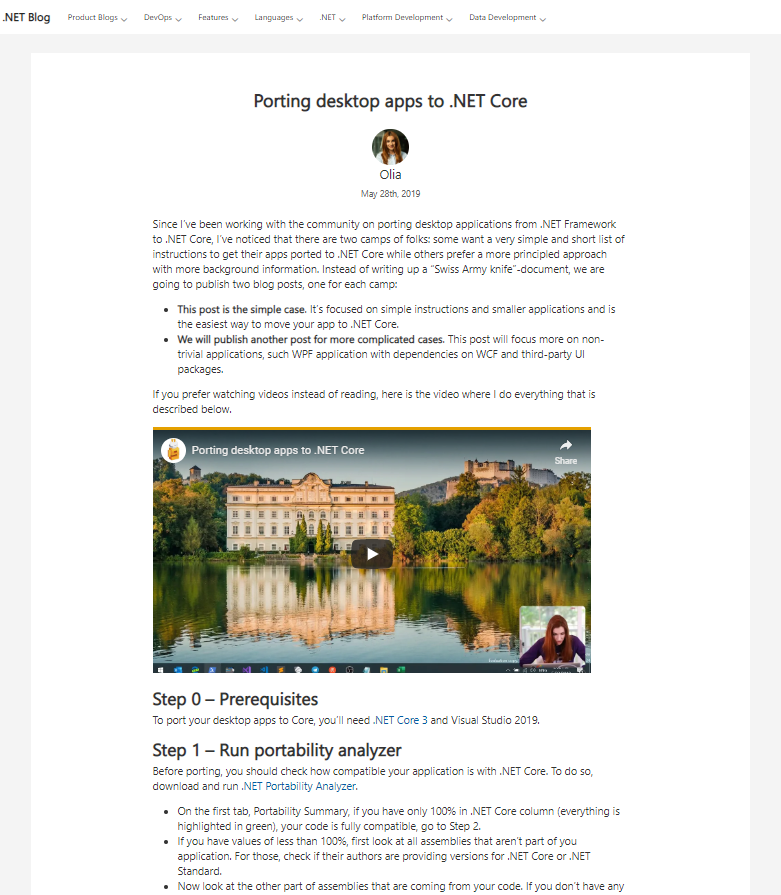 .NET Blog Product Blogs DevOps Features Languages .NET Platform Development Data Development
Porting desktop apps to .NET Core
Olia
May 28th, 2019
Since I've been working with the community on porting desktop applications from .NET Framework
to .NET Core, I've noticed that there are two camps of folks: some want a very simple and short list of
instructions to get their apps ported to .NET Core while others prefer a more principled approach
with more background information. Instead of writing up a "Swiss Army knife"-document, we are
going to publish two blog posts, one for each camp:
• This post is the simple case. It's focused on simple instructions and smaller applications and is
the easiest way to move your app to .NET Core.
• We will publish another post for more complicated cases. This post will focus more on non-
trivial applications, such WPF application with dependencies on WCF and third-party UI
packages.
If you prefer watching videos instead of reading, here is the video where I do everything that is
described below.
Porting desktop apps to .NET Core
Share
Step 0 – Prerequisites
To port your desktop apps to Core, you'll need .NET Core 3 and Visual Studio 2019.
Step 1 – Run portability analyzer
Before porting, you should check how compatible your application is with .NET Core. To do so,
download and run .NET Portability Analyzer.
• On the first tab, Portability Summary, if you have only 100% in .NET Core column (everything is
highlighted in green), your code is fully compatible, go to Step 2.
• If you have values of less than 100%, first look at all assemblies that aren't part of you
application. For those, check if their authors are providing versions for .NET Core or .NET
Standard.
• Now look at the other part of assemblies that are coming from your code. If you don't have any